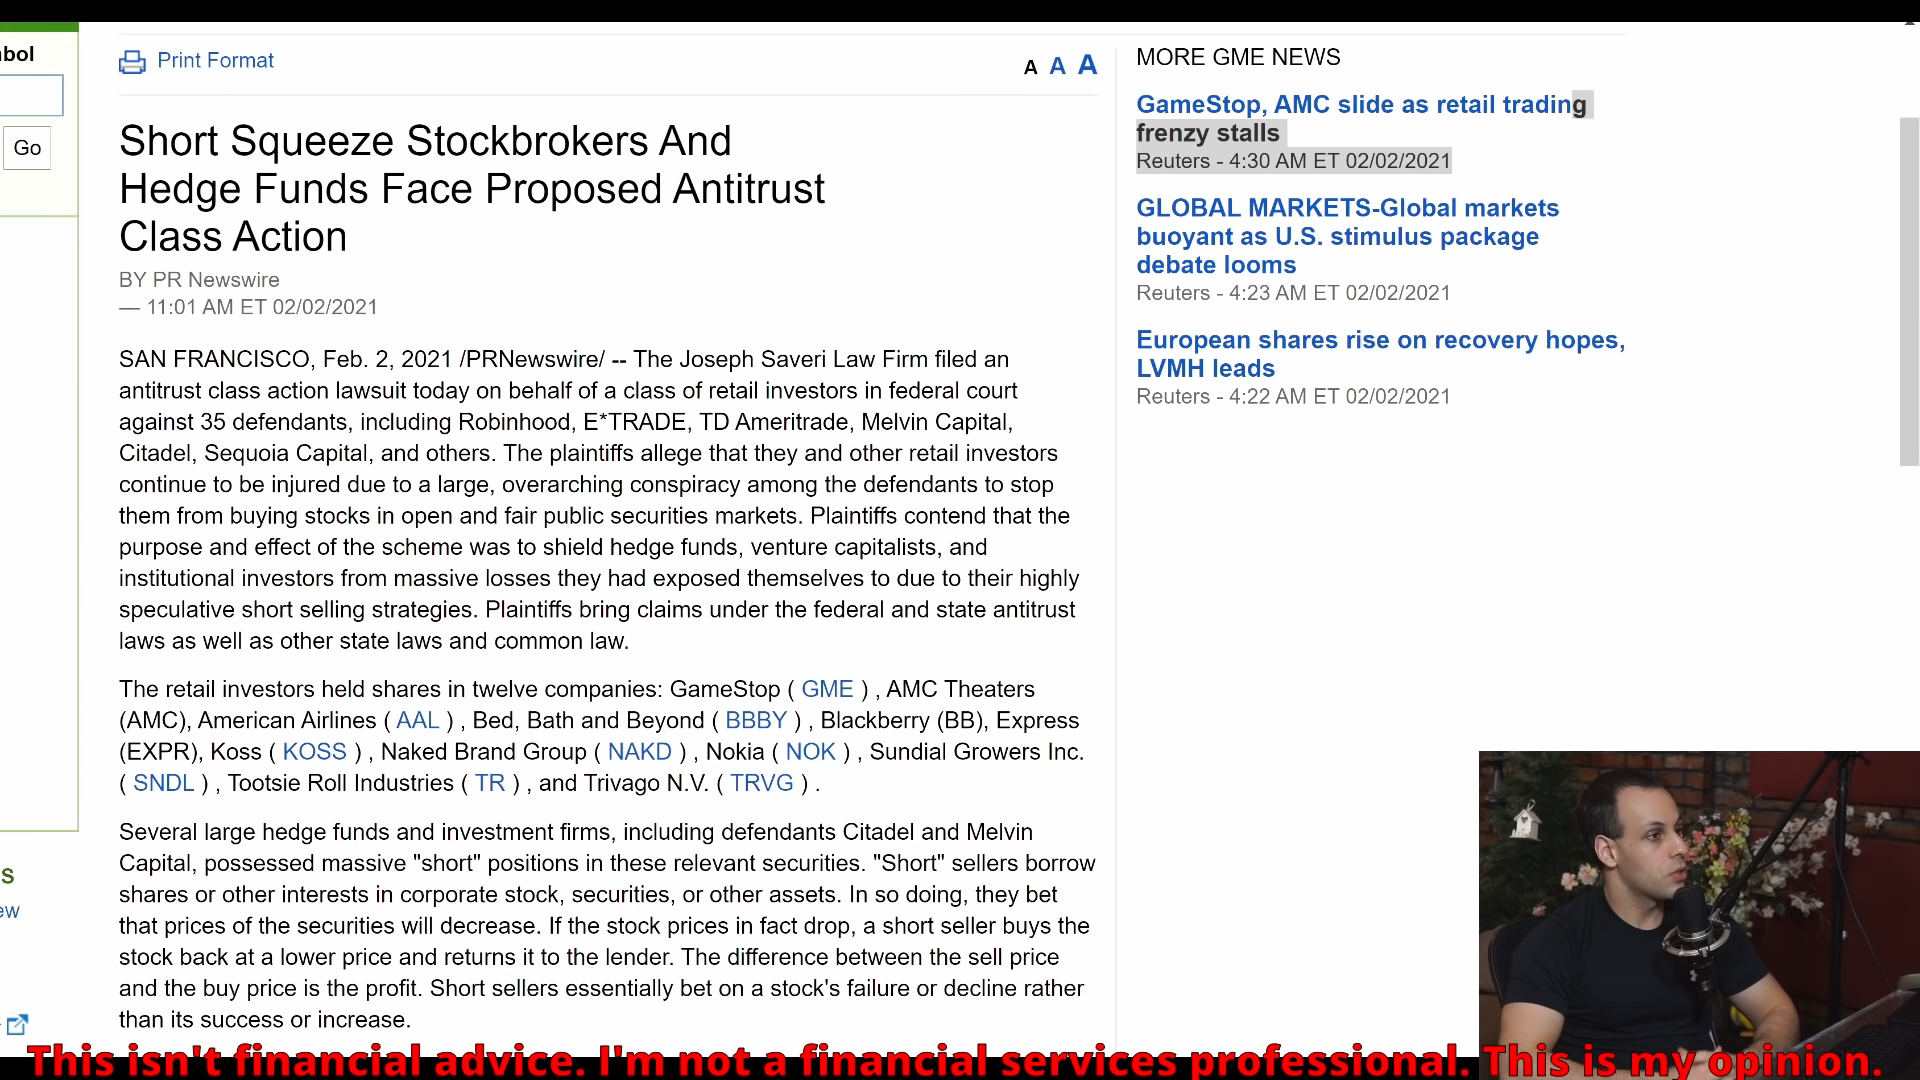 bol
Go
Print Format
A A A
Short Squeeze Stockbrokers And
Hedge Funds Face Proposed Antitrust
Class Action
BY PR Newswire
— 11:01 AM ET 02/02/2021
SAN FRANCISCO, Feb. 2, 2021 /PRNewswire/ -- The Joseph Saveri Law Firm filed an
antitrust class action lawsuit today on behalf of a class of retail investors in federal court
against 35 defendants, including Robinhood, E*TRADE, TD Ameritrade, Melvin Capital,
Citadel, Sequoia Capital, and others. The plaintiffs allege that they and other retail investors
continue to be injured due to a large, overarching conspiracy among the defendants to stop
them from buying stocks in open and fair public securities markets. Plaintiffs contend that the
purpose and effect of the scheme was to shield hedge funds, venture capitalists, and
institutional investors from massive losses they had exposed themselves to due to their highly
speculative short selling strategies. Plaintiffs bring claims under the federal and state antitrust
laws as well as other state laws and common law.
The retail investors held shares in twelve companies: GameStop ( GME ) , AMC Theaters
(AMC), American Airlines ( AAL ) , Bed, Bath and Beyond ( BBBY ) , Blackberry (BB), Express
(EXPR), Koss ( KOSS ) , Naked Brand Group ( NAKD ) , Nokia ( NOK ) , Sundial Growers Inc.
( SNDL ) , Tootsie Roll Industries ( TR ) , and Trivago N.V. ( TRVG ) .
Several large hedge funds and investment firms, including defendants Citadel and Melvin
Capital, possessed massive "short" positions in these relevant securities. "Short" sellers borrow
shares or other interests in corporate stock, securities, or other assets. In so doing, they bet
that prices of the securities will decrease. If the stock prices in fact drop, a short seller buys the
stock back at a lower price and returns it to the lender. The difference between the sell price
and the buy price is the profit. Short sellers essentially bet on a stock's failure or decline rather
than its success or increase.
MORE GME NEWS
GameStop, AMC slide as retail trading
frenzy stalls
Reuters - 4:30 AM ET 02/02/2021
GLOBAL MARKETS-Global markets
buoyant as U.S. stimulus package
debate looms
Reuters - 4:23 AM ET 02/02/2021
European shares rise on recovery hopes,
LVMH leads
Reuters - 4:22 AM ET 02/02/2021
S
ew
This isn't financial advice. I'm not a financial services professional. This is my opinion.